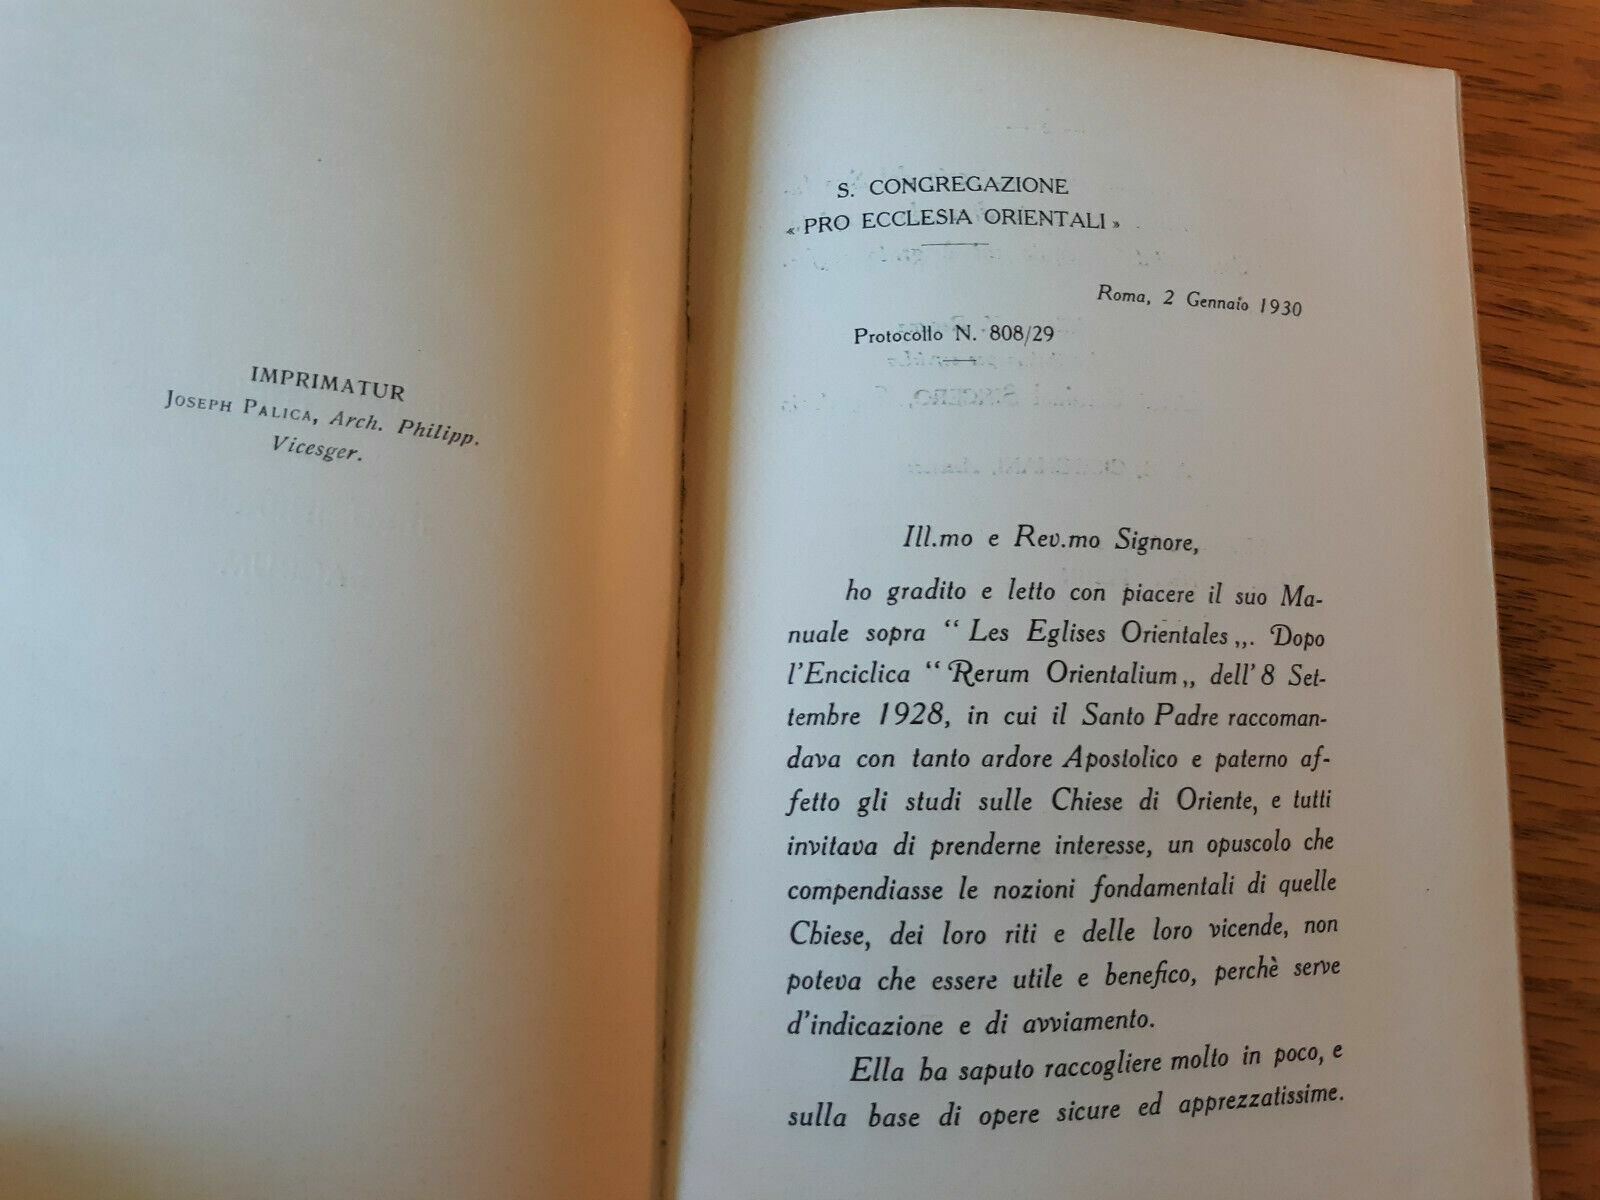 IMPRIMATUR
JOSEPH PALICA, Arch. Philipp.
Vicesger.
S. CONGREGAZIONE
« PRO ECCLESIA ORIENTALI »
Roma, 2 Gennaio 1930
Protocollo N. 808/29
Ill.mo e Rev.mo Signore,
ho gradito e letto con piacere il suo Ma-
nuale sopra “ Les Eglises Orientales „. Dopo
l'Enciclica “ Rerum Orientalium „ dell' 8 Set-
tembre 1928, in cui il Santo Padre raccoman-
dava con tanto ardore Apostolico e paterno af-
fetto gli studi sulle Chiese di Oriente, e tutti
invitava di prenderne interesse, un opuscolo che
compendiasse le nozioni fondamentali di quelle
Chiese, dei loro riti e delle loro vicende, non
poteva che essere utile e benefico, perchè serve
d'indicazione e di avviamento.
Ella ha saputo raccogliere molto in poco, e
sulla base di opere sicure ed apprezzatissime.